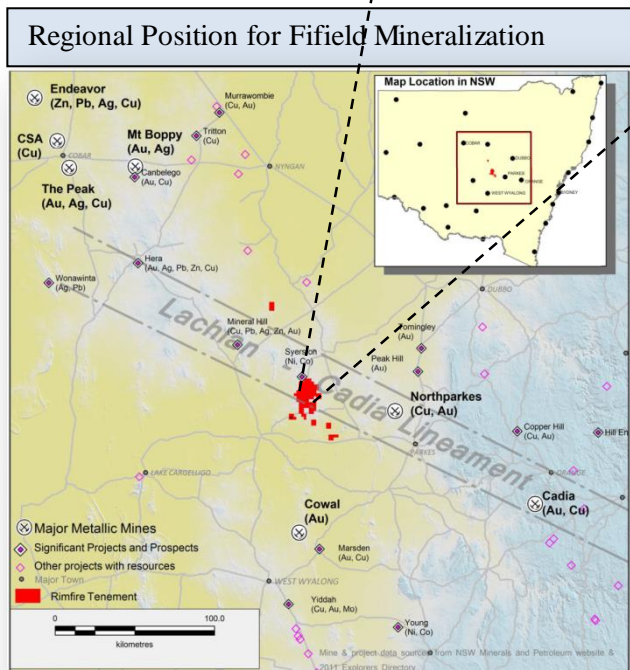 Regional Position for Fifield Mineralization
Endeavor
(Zn, Pb, Ag, Cu)
Murrawombie
(Cu, Au)
Map Location in NSW
COBAR
DUBBO
PARKES
ORANGE
SYDNEY
WEST WYALONG
CSA
(Cu)
COBAR
Mt Boppy
(Au, Ag)
Tritton
(Cu)
NYNGAN
The Peak
(Au, Ag, Cu)
Canbelego
(Au, Cu)
Hera
(Au, Ag, Pb, Zn, Cu)
Wonawinta
(Ag, Pb)
DUBBO
Mineral Hill
(Cu, Pb, Ag, Zn, Au)
Lachlan - Cadia Lineament
Tomingley
(Au)
Syerston
(Ni, Co)
Peak Hill
(Au)
Northparkes
(Cu, Au)
Copper Hill
(Cu, Au)
Hill En
PARKES
LAKE CARGELLIGO
ORANGE
Cowal
(Au)
Cadia
(Au, Cu)
Marsden
(Au, Cu)
WEST WYALONG
Yiddah
(Cu, Au, Mo)
Young
(Ni, Co)
Major Metallic Mines
Significant Projects and Prospects
Other projects with resources
Major Town
Rimfire Tenement
0 100.0
kilometres
Mine & project data sourced from NSW Minerals and Petroleum website &
2011 Explorers Directory